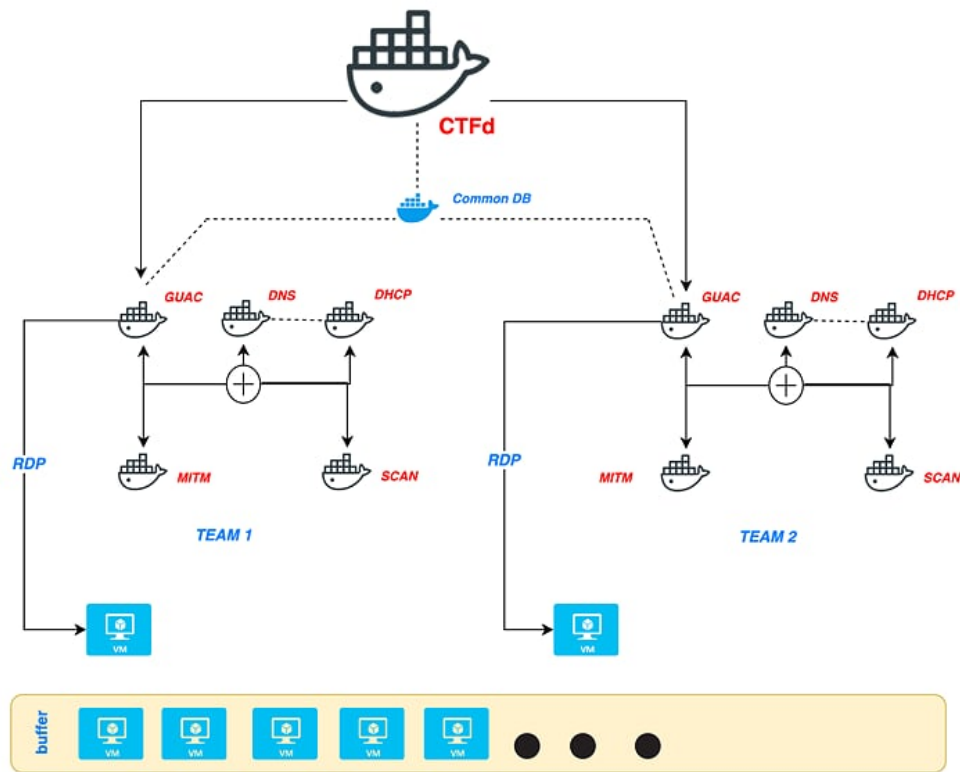 CTFd
Common DB
GUAC
DNS
DHCP
GUAC
DNS
DHCP
RDP
MITM
SCAN
RDP
MITM
SCAN
TEAM 1
TEAM 2
VM
VM
buffer
VM
VM
VM
VM
VM